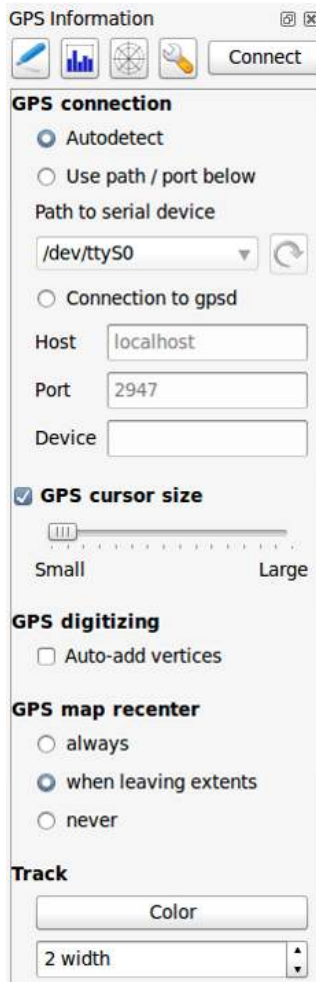 GPS Information
Connect
GPS connection
Autodetect
Use path / port below
Path to serial device
/dev/ttyS0
Connection to gpsd
Host localhost
Port 2947
Device
GPS cursor size
Small Large
GPS digitizing
Auto-add vertices
GPS map recenter
always
when leaving extents
never
Track
Color
2 width